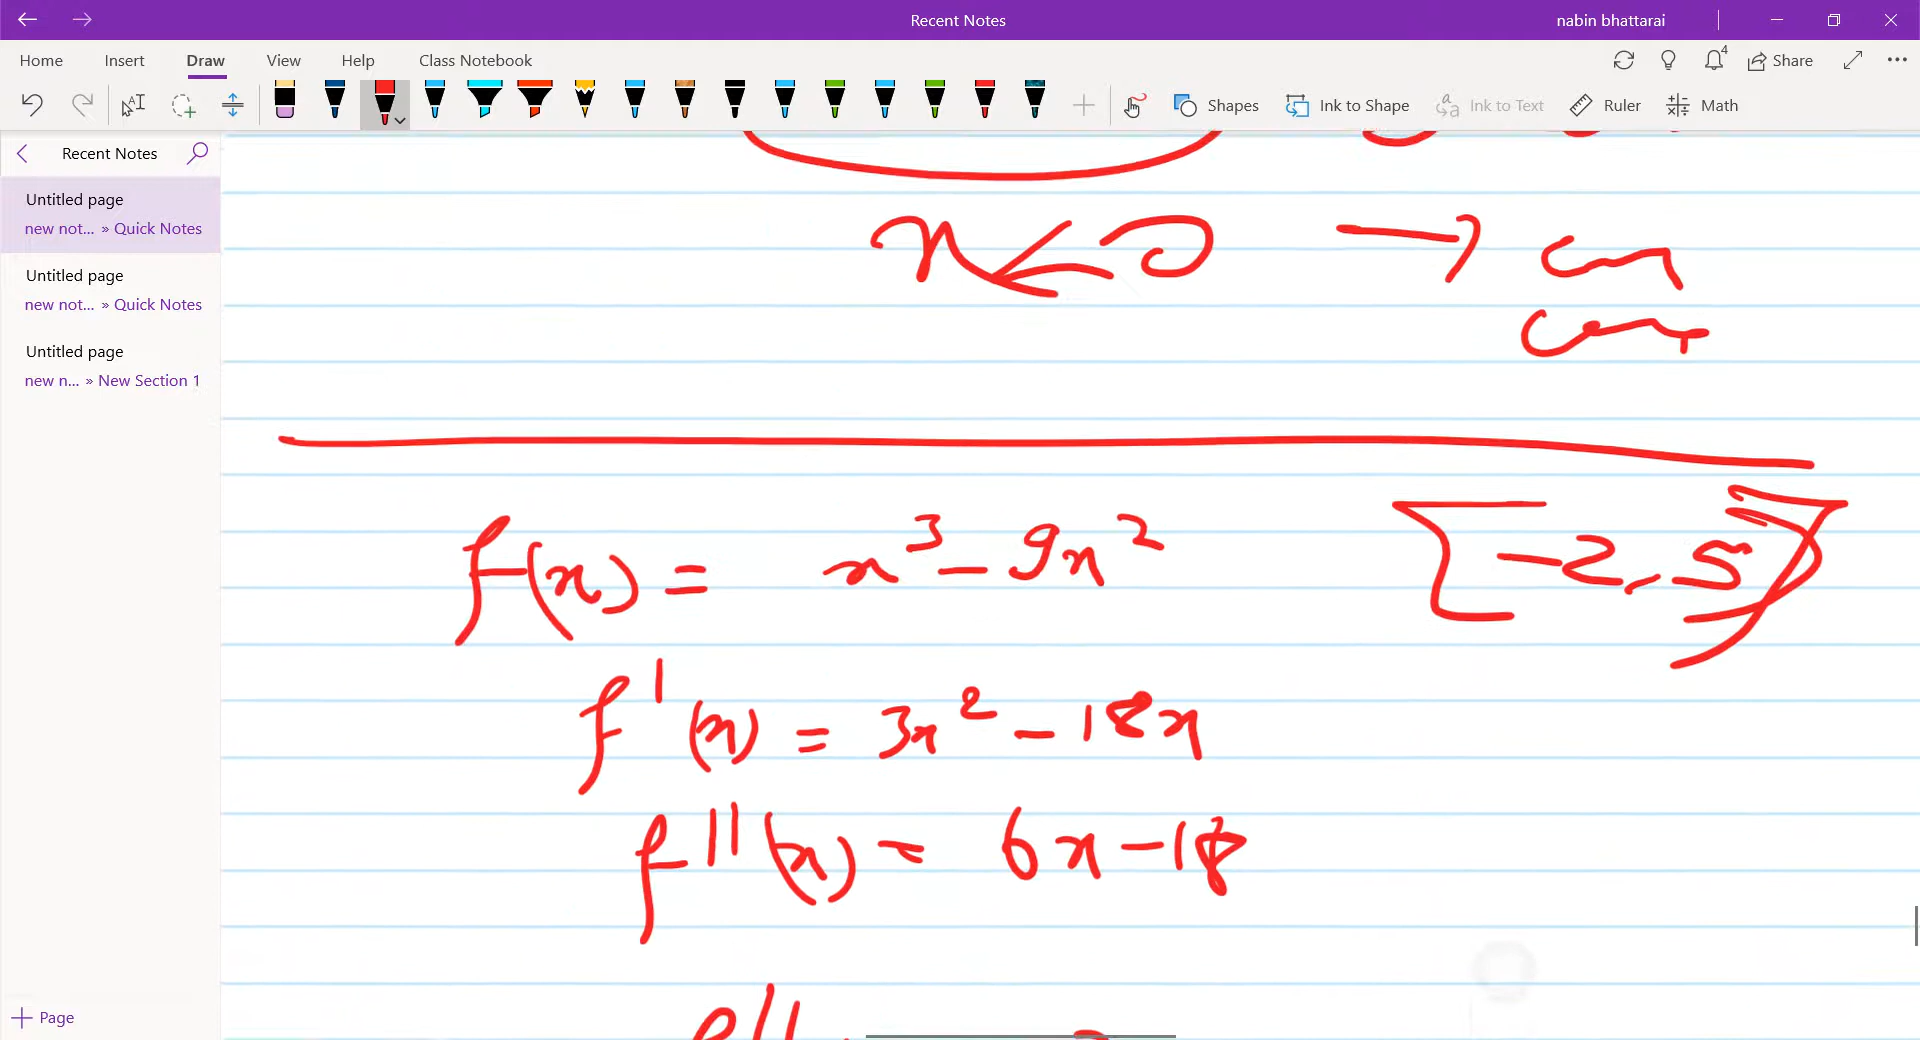 Recent Notes
nabin bhattarai
Home Insert Draw View Help Class Notebook
4
Share
Shapes Ink to Shape Ink to Text Ruler Math
Recent Notes
Untitled page
new not... » Quick Notes
Untitled page
new not... » Quick Notes
Untitled page
new n... » New Section 1
x < 0 →
f(x) = x³ - 9x² [-2, 5]
f'(x) = 3x² - 18x
f''(x) = 6x - 18
Page